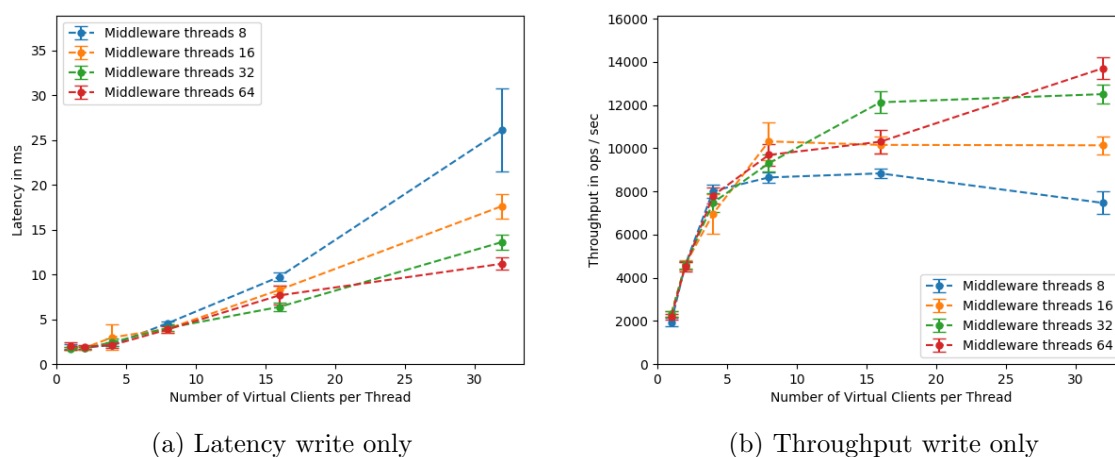 Middleware threads 8
Middleware threads 16
Middleware threads 32
Middleware threads 64
35
30
25
20
15
10
5
0
Latency in ms
0 5 10 15 20 25 30
Number of Virtual Clients per Thread
(a) Latency write only
16000
14000
12000
10000
8000
6000
4000
2000
0
Throughput in ops / sec
Middleware threads 8
Middleware threads 16
Middleware threads 32
Middleware threads 64
0 5 10 15 20 25 30
Number of Virtual Clients per Thread
(b) Throughput write only